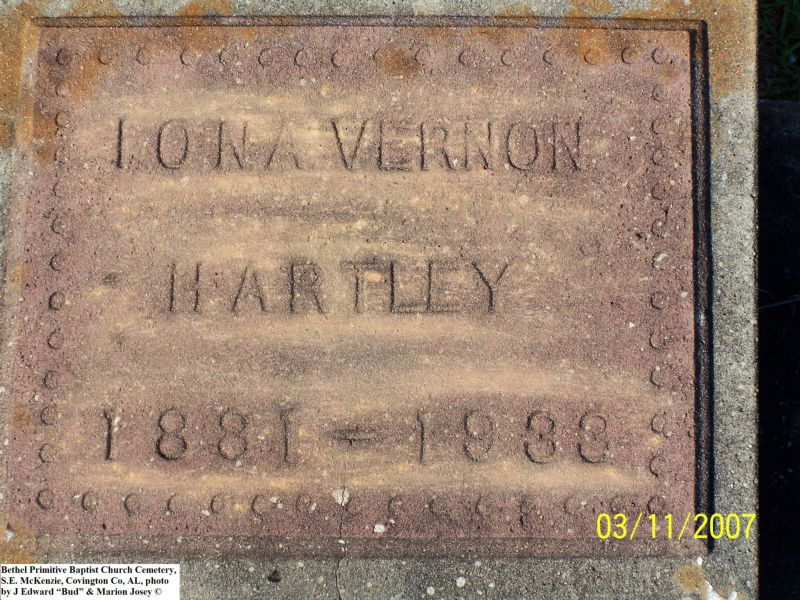 IONA VERNON
HARTLEY
1881 - 1933
03/11/2007
Bethel Primitive Baptist Church Cemetery,
S.E. McKenzie, Covington Co, AL, photo
by J Edward “Bud” & Marion Josey ©